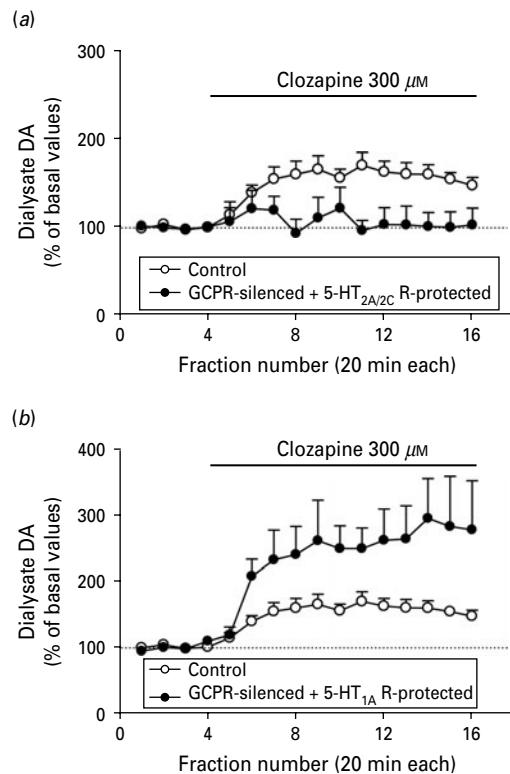 (a)
300
Clozapine 300 μM
200
100
0
Dialysate DA
(% of basal values)
Control
GCPR-silenced + 5-HT2A/2C R-protected
0 4 8 12 16
Fraction number (20 min each)
(b)
400
Clozapine 300 μM
300
200
100
0
Dialysate DA
(% of basal values)
Control
GCPR-silenced + 5-HT1A R-protected
0 4 8 12 16
Fraction number (20 min each)